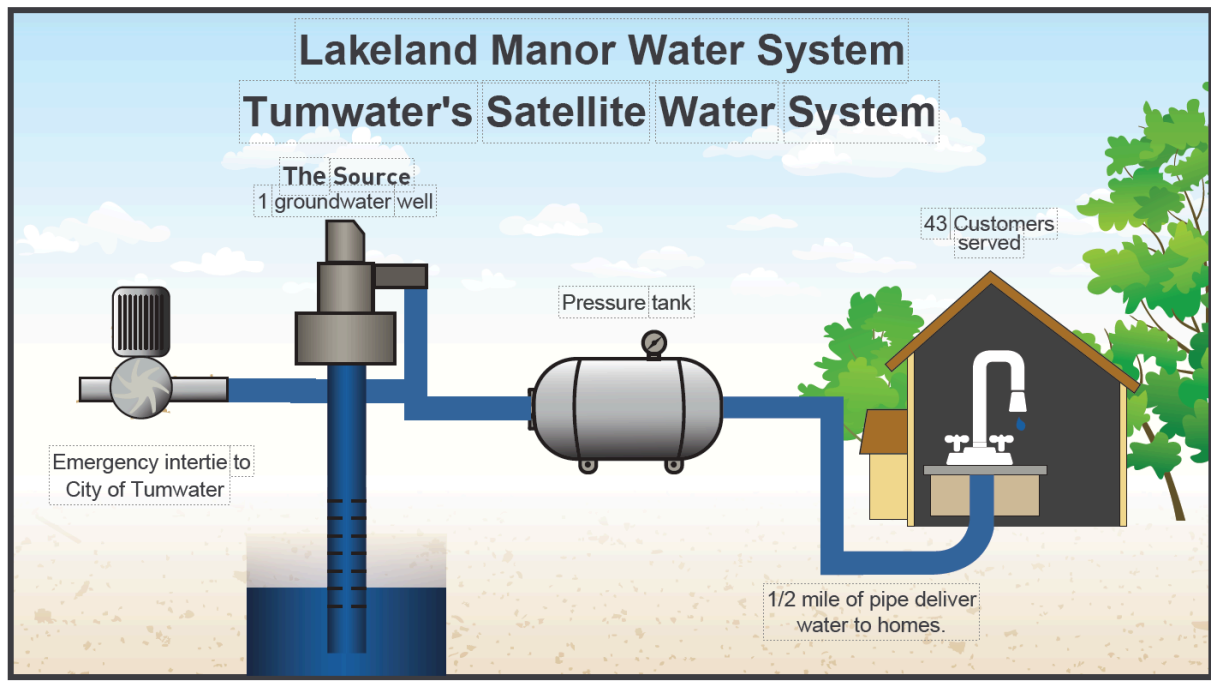 Lakeland Manor Water System
Tumwater's Satellite Water System
The Source
1 groundwater well
43 Customers
served
Pressure tank
Emergency intertie to
City of Tumwater
1/2 mile of pipe deliver
water to homes.